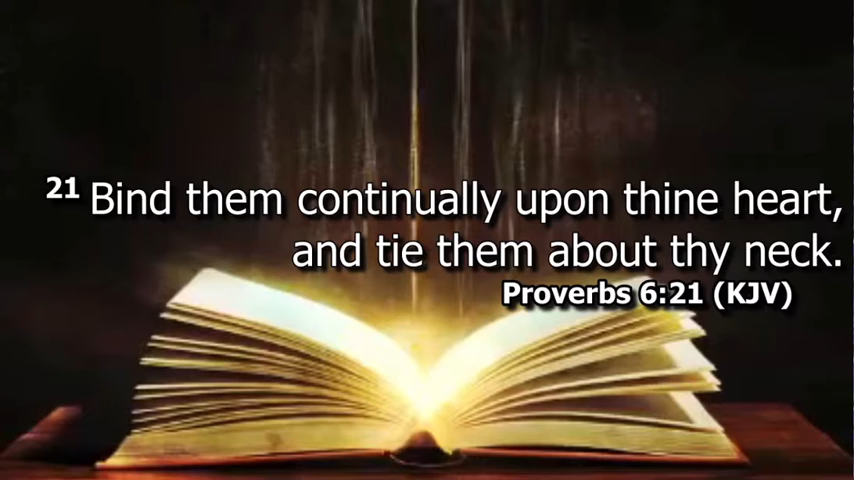 21 Bind them continually upon thine heart,
and tie them about thy neck.
Proverbs 6:21 (KJV)